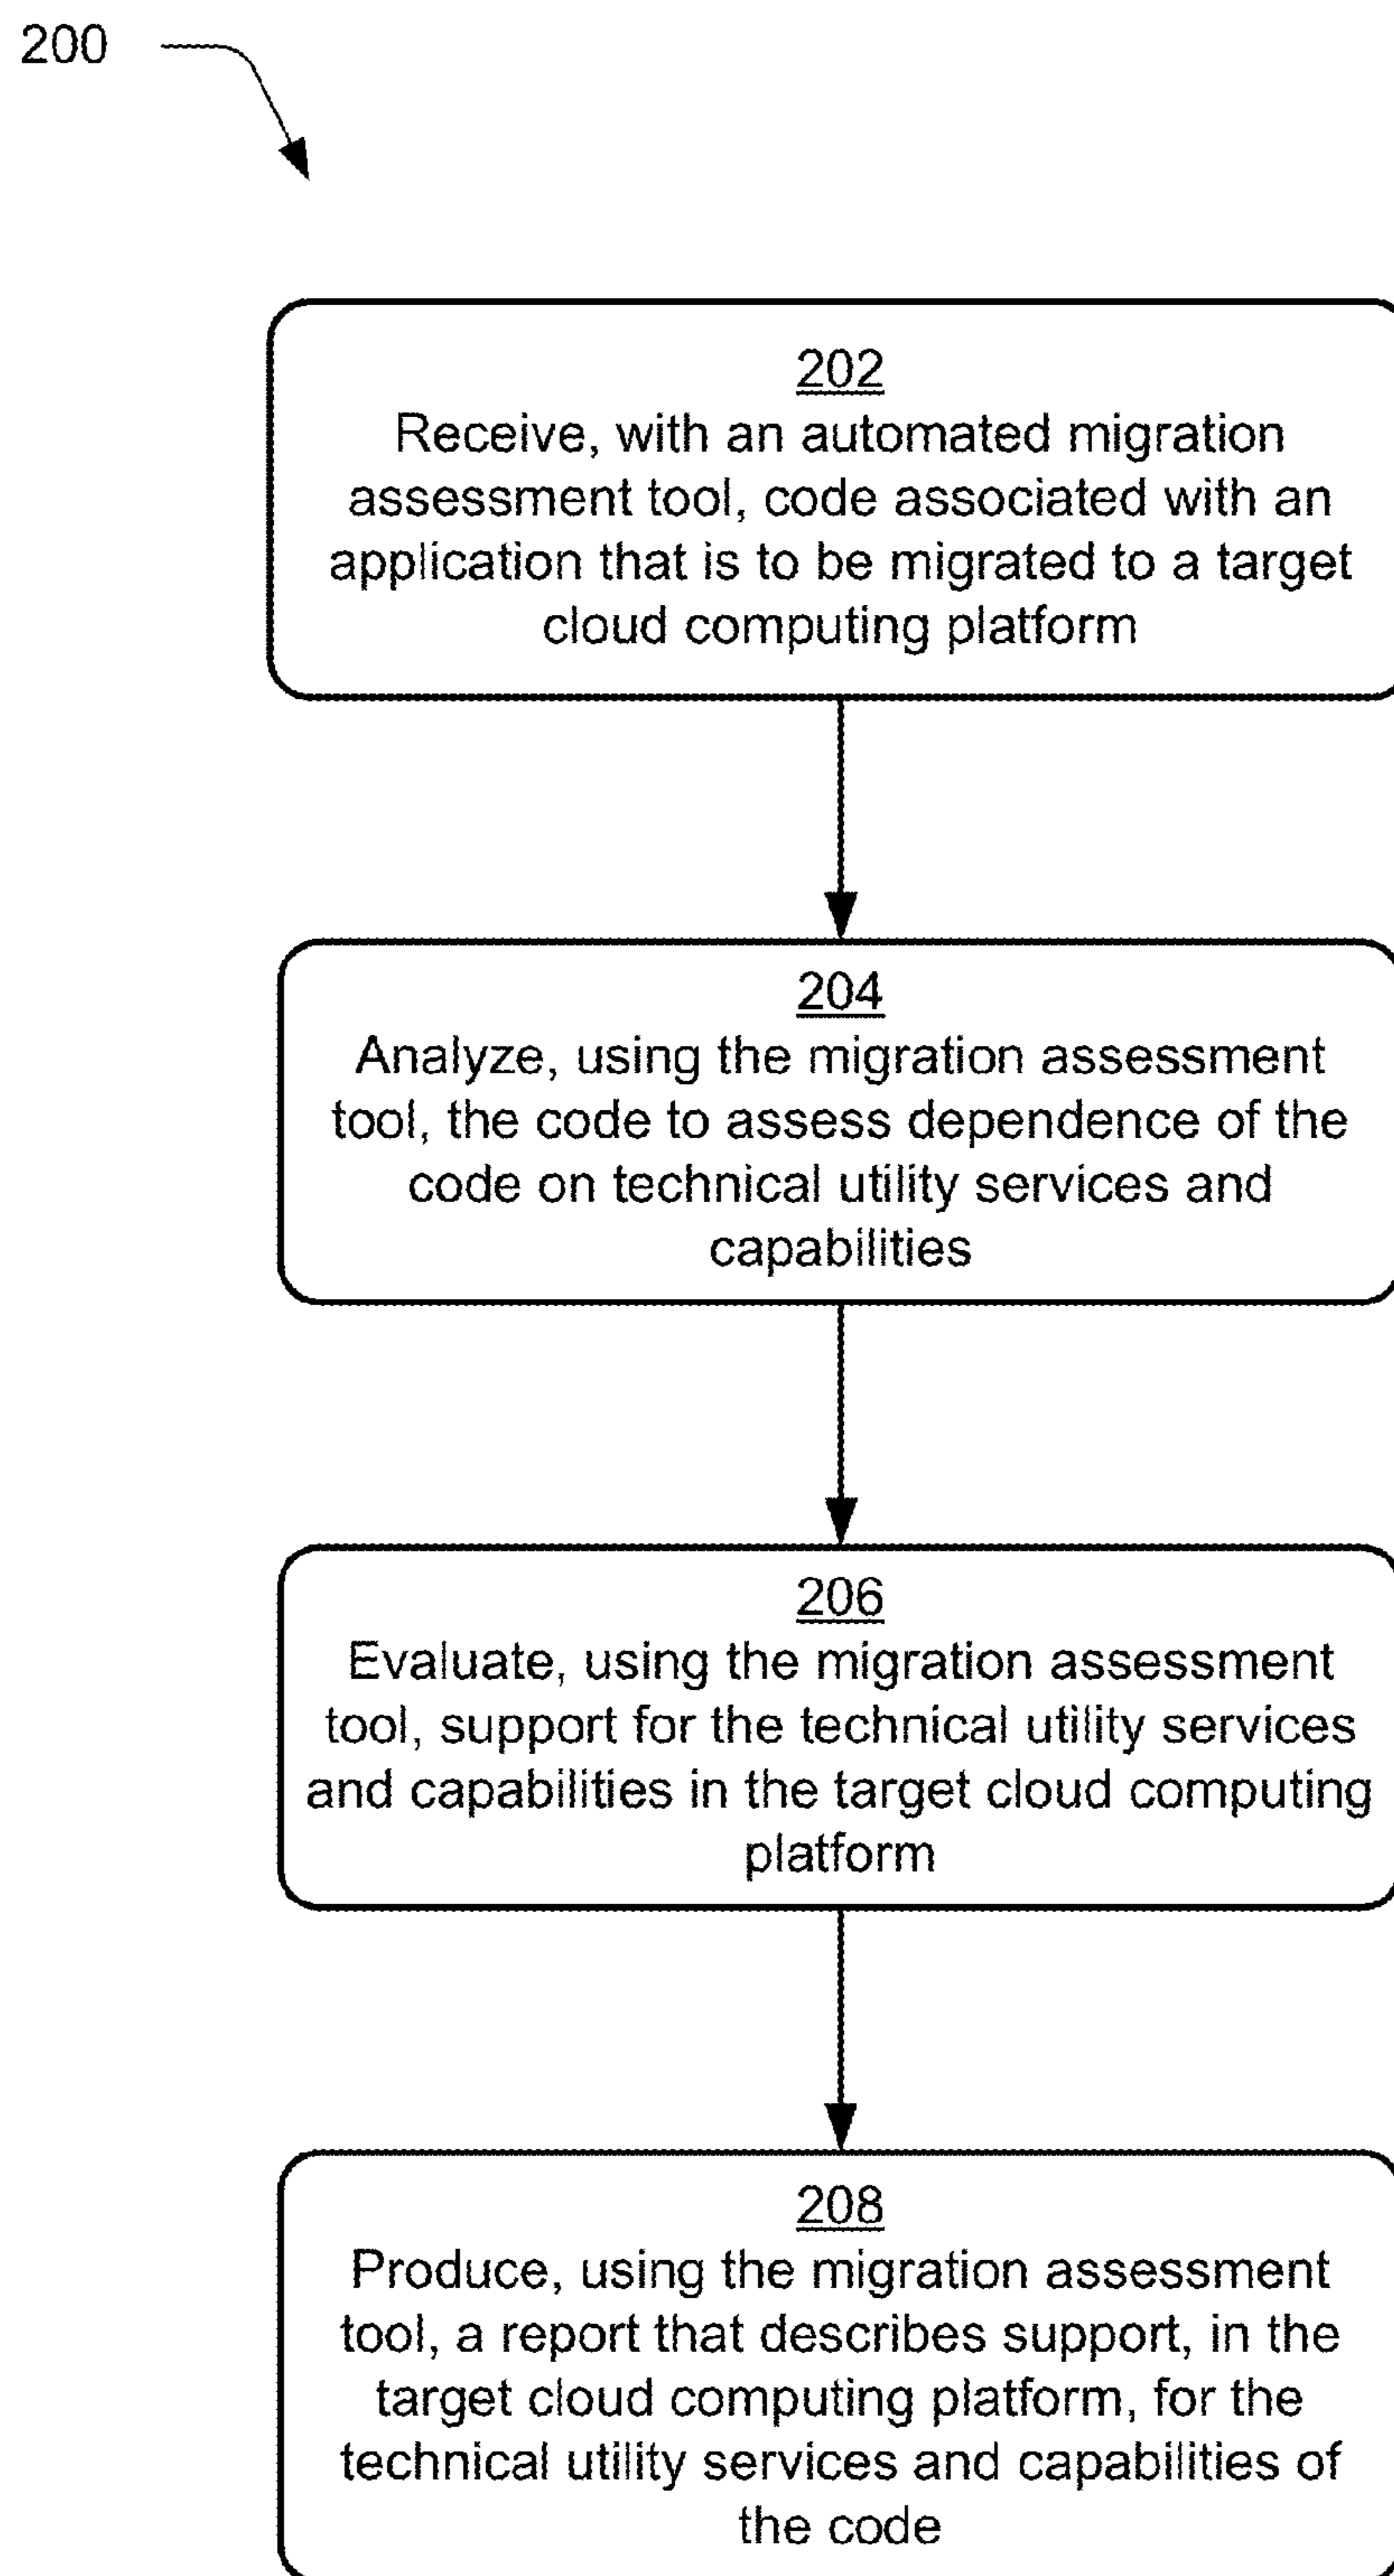 200
202
Receive, with an automated migration
assessment tool, code associated with an
application that is to be migrated to a target
cloud computing platform
204
Analyze, using the migration assessment
tool, the code to assess dependence of the
code on technical utility services and
capabilities
206
Evaluate, using the migration assessment
tool, support for the technical utility services
and capabilities in the target cloud computing
platform
208
Produce, using the migration assessment
tool, a report that describes support, in the
target cloud computing platform, for the
technical utility services and capabilities of
the code